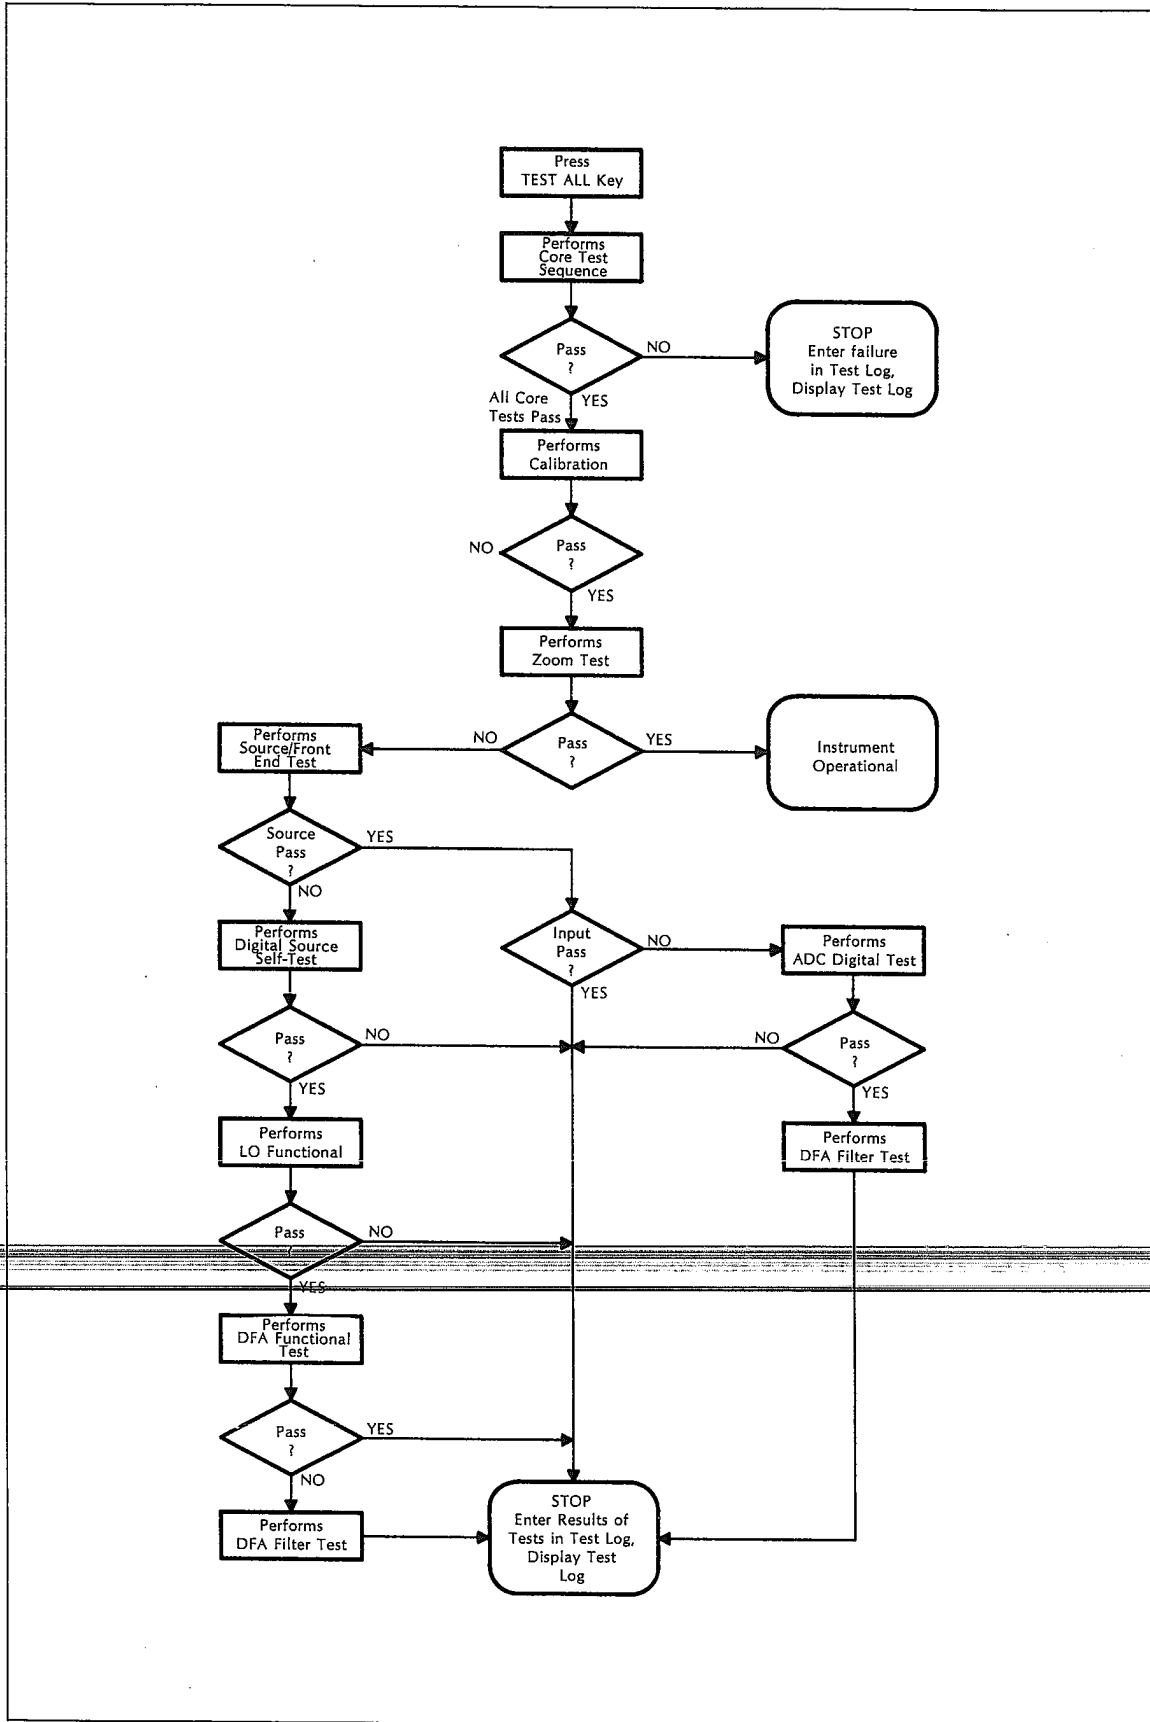 Press
TEST ALL Key
Performs
Core Test
Sequence
Pass
?
NO
STOP
Enter failure
in Test Log,
Display Test Log
All Core
Tests Pass
YES
Performs
Calibration
NO
Pass
?
YES
Performs
Zoom Test
Performs
Source/Front
End Test
NO
Pass
?
YES
Instrument
Operational
Source
Pass
?
YES
NO
Performs
Digital Source
Self-Test
Input
Pass
?
NO
YES
Performs
ADC Digital Test
Pass
?
NO
YES
NO
Pass
?
YES
Performs
LO Functional
Performs
DFA Filter Test
Pass
NO
YES
Performs
DFA Functional
Test
Pass
?
YES
NO
Performs
DFA Filter Test
STOP
Enter Results of
Tests in Test Log,
Display Test
Log